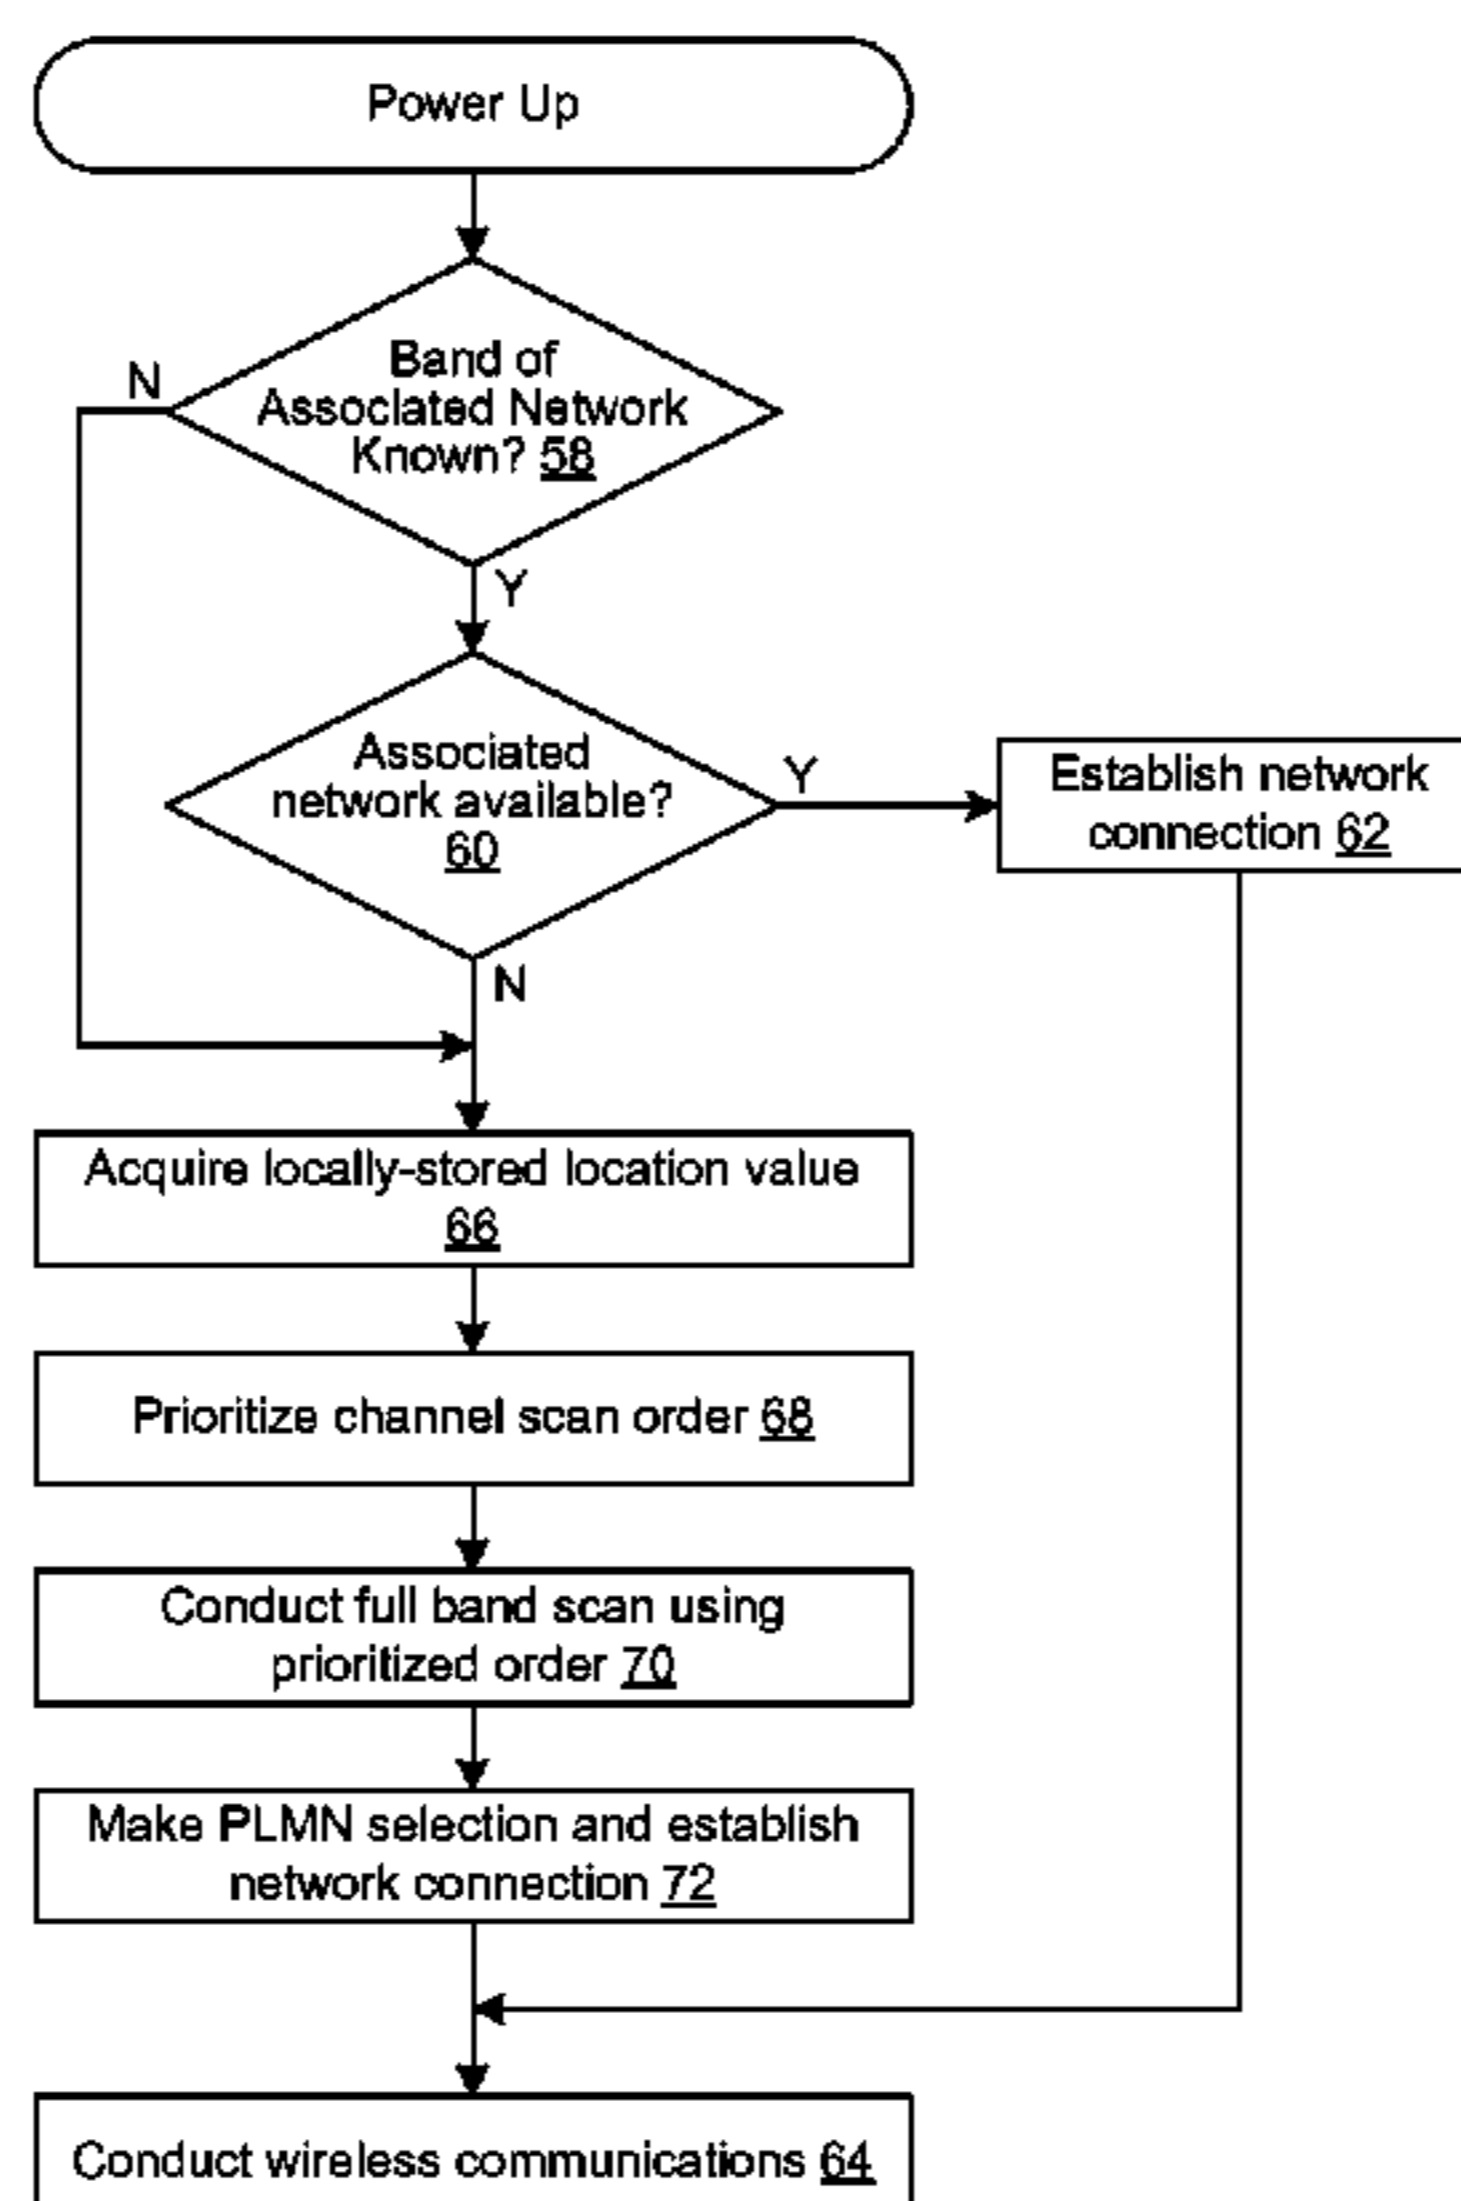 Power Up
N
Band of
Associated Network
Known? 58
Y
Associated
network available?
60
Y
Establish network
connection 62
N
Acquire locally-stored location value
66
Prioritize channel scan order 68
Conduct full band scan using
prioritized order 70
Make PLMN selection and establish
network connection 72
Conduct wireless communications 64